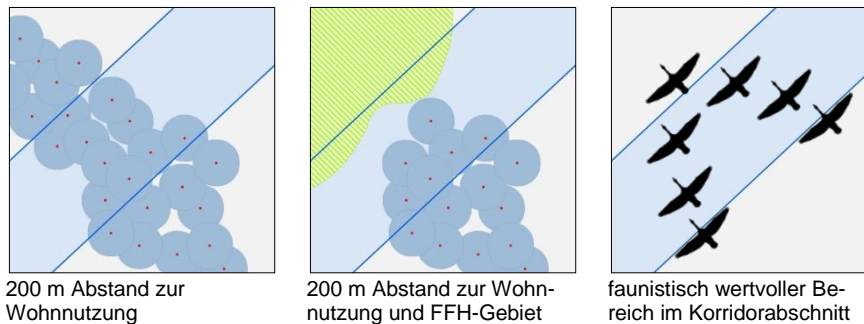 200 m Abstand zur
Wohnnutzung
200 m Abstand zur Wohn-
nutzung und FFH-Gebiet
faunistisch wertvoller Be-
reich im Korridorabschnitt